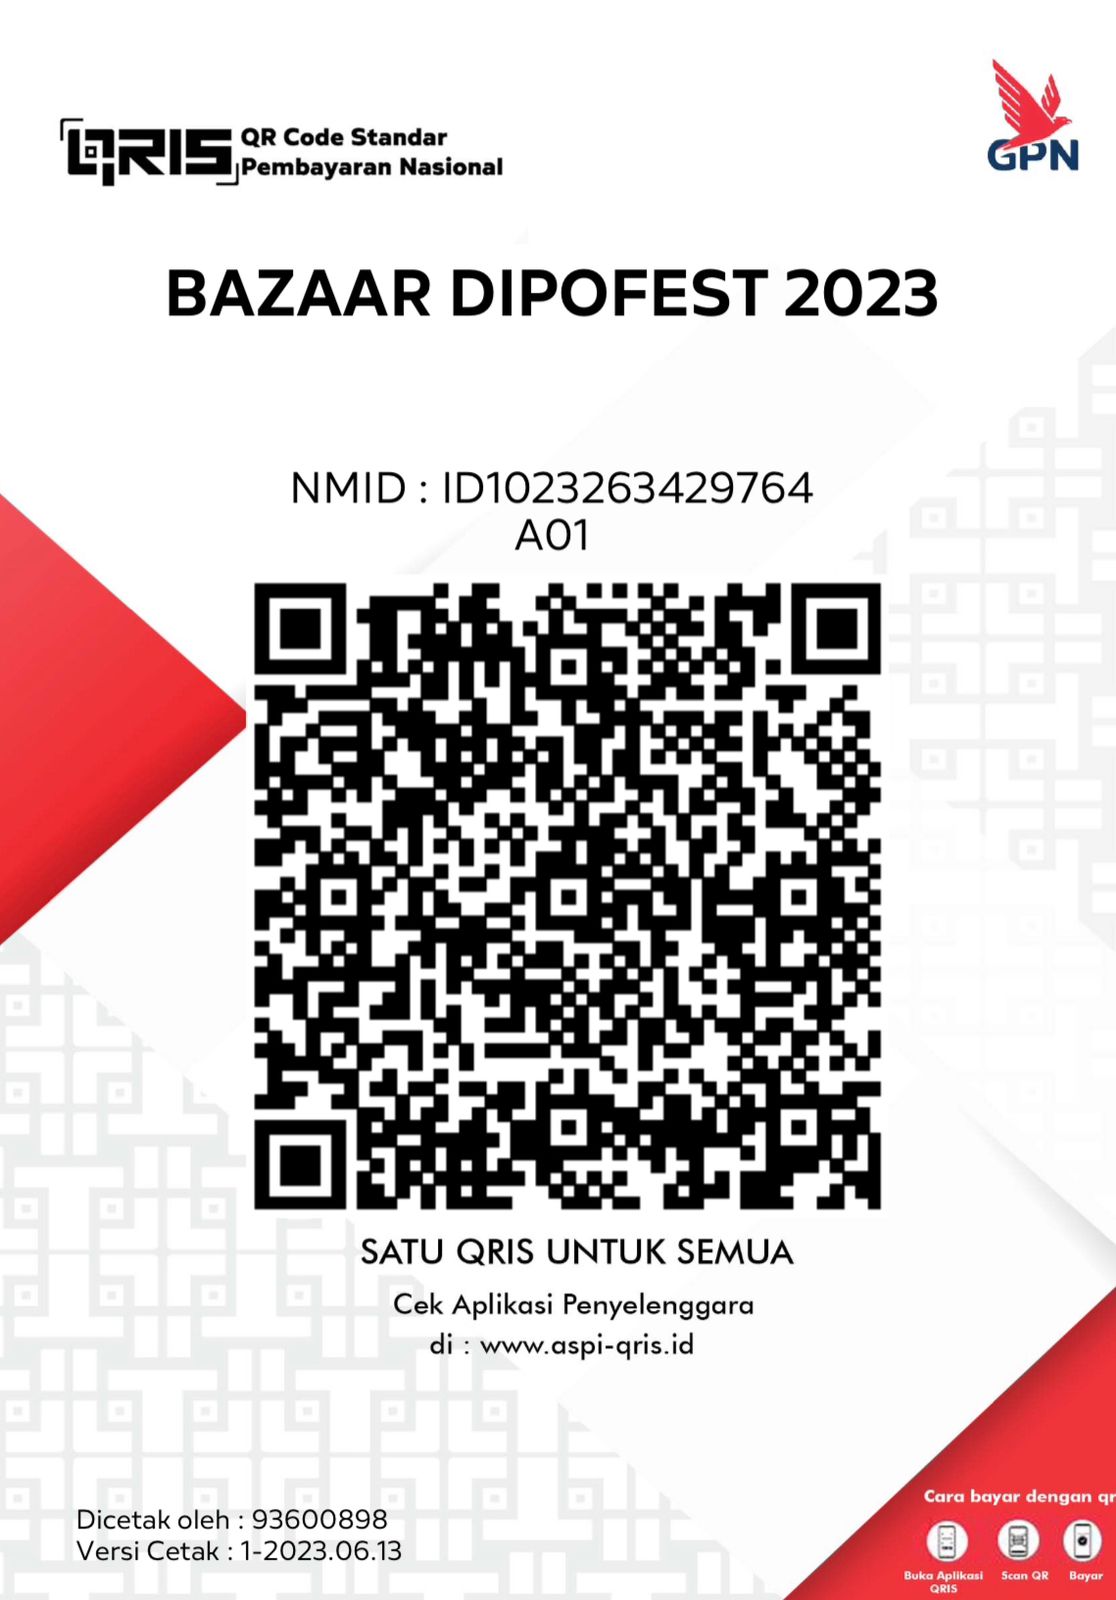 QRIS QR Code Standar
Pembayaran Nasional
GPN
BAZAAR DIPOFEST 2023
NMID : ID1023263429764
A01
SATU QRIS UNTUK SEMUA
Cek Aplikasi Penyelenggara
di : www.aspi-qris.id
Dicetak oleh : 93600898
Versi Cetak : 1-2023.06.13
Cara bayar dengan qr
Buka Aplikasi
QRIS
Scan QR
Bayar